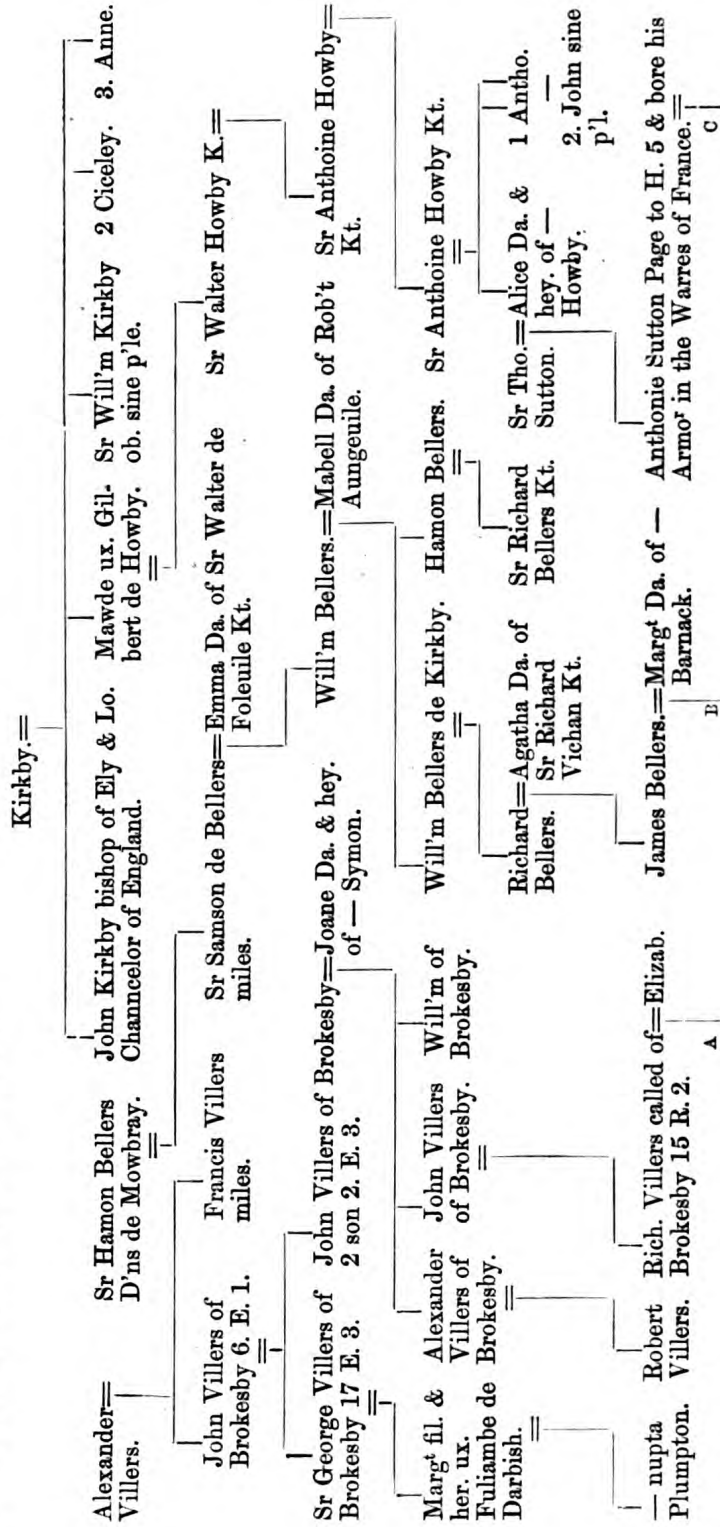 Kirkby.=
Alexander=
Villers.
Sr Hamon Bellers
D'ns de Mowbray.
=
John Kirkby bishop of Ely & Lo.
Channcelor of England.
Mawde ux. Gil-
bert de Howby.
=
Sr Will'm Kirkby
ob. sine p'le.
2 Ciceley.
3. Anne.
John Villers of
Brokesby 6. E. 1.
=
Francis Villers
miles.
Sr Samson de Bellers=Emma Da. of Sr Walter de
miles.
Foleuile Kt.
Sr Walter Howby K.=
Sr George Villers of
Brokesby 17 E. 3.
=
John Villers of Brokesby=Joane Da. & hey.
2 son 2. E. 3.
of — Symon.
Will'm Bellers.=Mabell Da. of Rob't
Aungeuile.
Sr Anthoine Howby=
Kt.
Margt fil. &
her. ux.
Fuliambe de
Darbish.
=
Alexander
Villers of
Brokesby.
=
John Villers
of Brokesby.
=
Will'm of
Brokesby.
Will'm Bellers de Kirkby.
=
Hamon Bellers.
=
Sr Anthoine Howby Kt.
=
Richard=Agatha Da. of
Bellers.
Sr Richard
Vichan Kt.
Sr Richard
Bellers Kt.
Sr Tho.=Alice Da. &
Sutton.
hey. of —
Howby.
1 Antho.
—
2. John sine
p'l.
— nupta
Plumpton.
Robert
Villers.
Rich. Villers called of=Elizab.
Brokesby 15 R. 2.
A
James Bellers.=Margt Da. of —
Barnack.
B
Anthonie Sutton Page to H. 5 & bore his
Armor in the Warres of France.=
C